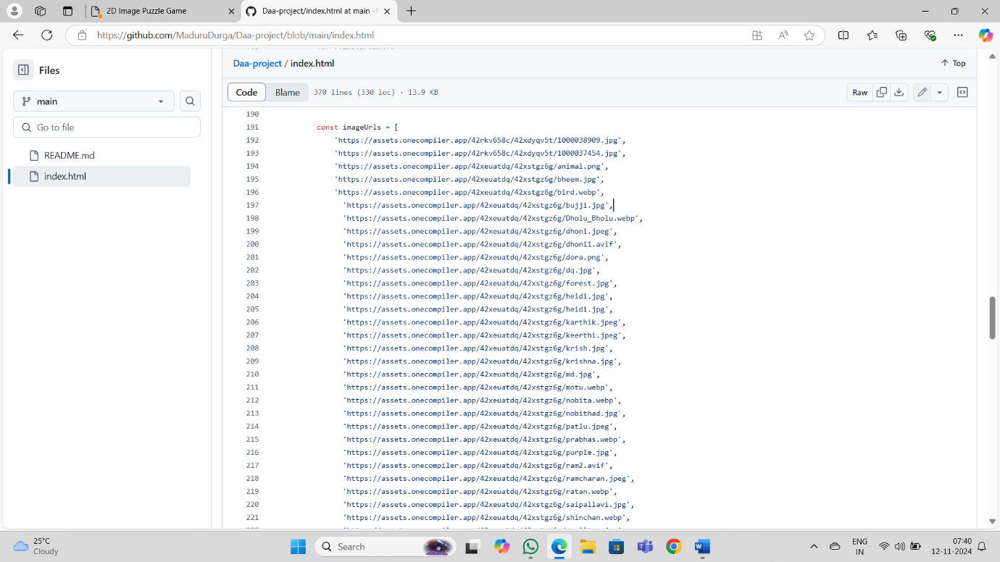 2D Image Puzzle Game
Daa-project/index.html at main ·
https://github.com/MaduruDurga/Daa-project/blob/main/index.html
Files
main
Go to file
README.md
index.html
Daa-project / index.html
Top
Code Blame 370 lines (330 loc) · 13.9 KB
Raw
190
191 const imageUrls = [
192 'https://assets.onecompiler.app/42rkv658c/42xdyqv5t/1000038909.jpg',
193 'https://assets.onecompiler.app/42rkv658c/42xdyqv5t/1000037454.jpg',
194 'https://assets.onecompiler.app/42xeuatdq/42xstgz6g/animal.png',
195 'https://assets.onecompiler.app/42xeuatdq/42xstgz6g/bheem.jpg',
196 'https://assets.onecompiler.app/42xeuatdq/42xstgz6g/bird.webp',
197 'https://assets.onecompiler.app/42xeuatdq/42xstgz6g/bujji.jpg',
198 'https://assets.onecompiler.app/42xeuatdq/42xstgz6g/Dholu_Bholu.webp',
199 'https://assets.onecompiler.app/42xeuatdq/42xstgz6g/dhoni.jpeg',
200 'https://assets.onecompiler.app/42xeuatdq/42xstgz6g/dhoni1.avif',
201 'https://assets.onecompiler.app/42xeuatdq/42xstgz6g/dora.png',
202 'https://assets.onecompiler.app/42xeuatdq/42xstgz6g/dq.jpg',
203 'https://assets.onecompiler.app/42xeuatdq/42xstgz6g/forest.jpg',
204 'https://assets.onecompiler.app/42xeuatdq/42xstgz6g/heidi.jpg',
205 'https://assets.onecompiler.app/42xeuatdq/42xstgz6g/heidi.jpg',
206 'https://assets.onecompiler.app/42xeuatdq/42xstgz6g/karthik.jpeg',
207 'https://assets.onecompiler.app/42xeuatdq/42xstgz6g/keerthi.jpeg',
208 'https://assets.onecompiler.app/42xeuatdq/42xstgz6g/krish.jpg',
209 'https://assets.onecompiler.app/42xeuatdq/42xstgz6g/krishna.jpg',
210 'https://assets.onecompiler.app/42xeuatdq/42xstgz6g/md.jpg',
211 'https://assets.onecompiler.app/42xeuatdq/42xstgz6g/motu.webp',
212 'https://assets.onecompiler.app/42xeuatdq/42xstgz6g/nobita.webp',
213 'https://assets.onecompiler.app/42xeuatdq/42xstgz6g/nobithad.jpg',
214 'https://assets.onecompiler.app/42xeuatdq/42xstgz6g/patlu.jpeg',
215 'https://assets.onecompiler.app/42xeuatdq/42xstgz6g/prabhas.webp',
216 'https://assets.onecompiler.app/42xeuatdq/42xstgz6g/purple.jpg',
217 'https://assets.onecompiler.app/42xeuatdq/42xstgz6g/ram2.avif',
218 'https://assets.onecompiler.app/42xeuatdq/42xstgz6g/ramcharan.jpeg',
219 'https://assets.onecompiler.app/42xeuatdq/42xstgz6g/ratan.webp',
220 'https://assets.onecompiler.app/42xeuatdq/42xstgz6g/saipallavi.jpg',
221 'https://assets.onecompiler.app/42xeuatdq/42xstgz6g/shinchan.webp',
25°C
Cloudy
Search
ENG
IN
07:40
12-11-2024